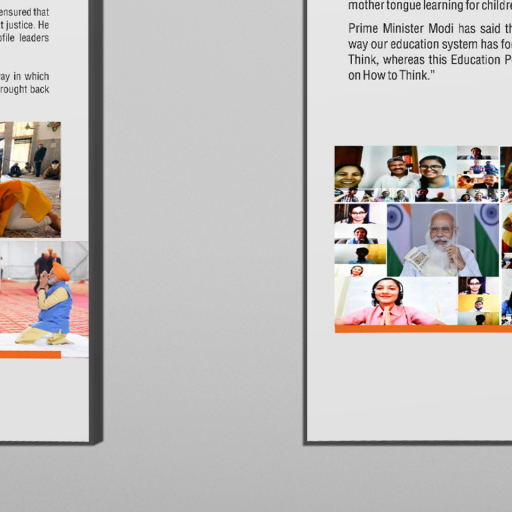 ensured that
t justice. He
ofile leaders
ay in which
rought back
mother tongue learning for childre
Prime Minister Modi has said th
way our education system has fo
Think, whereas this Education P
on How to Think."